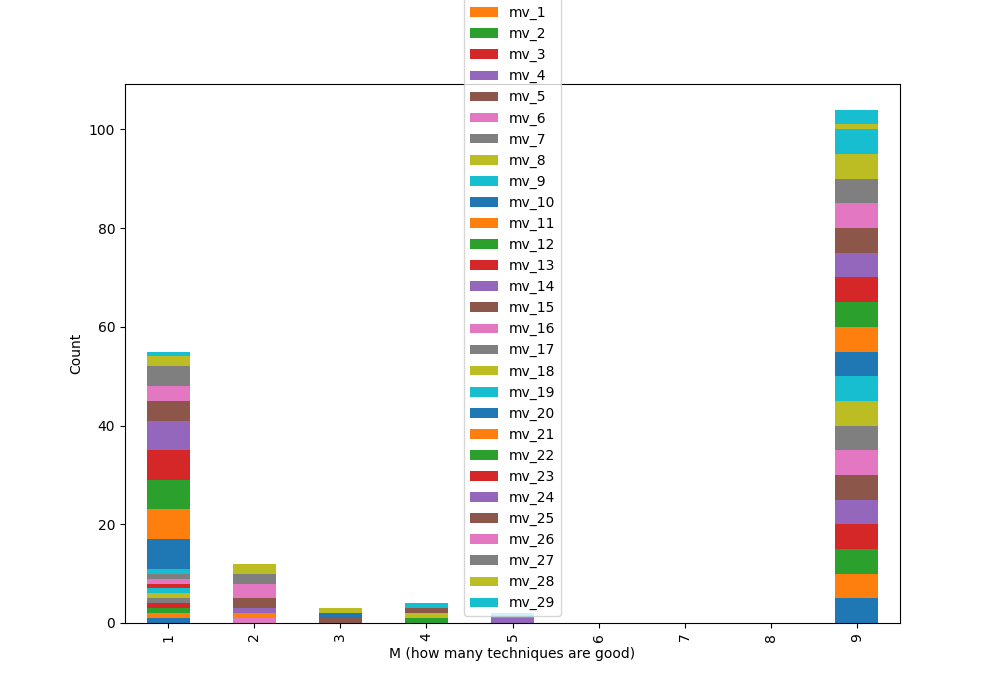 mv_1
mv_2
mv_3
mv_4
mv_5
mv_6
mv_7
mv_8
mv_9
mv_10
mv_11
mv_12
mv_13
mv_14
mv_15
mv_16
mv_17
mv_18
mv_19
mv_20
mv_21
mv_22
mv_23
mv_24
mv_25
mv_26
mv_27
mv_28
mv_29
100
80
60
40
20
0
Count
1 2 3 4 5 6 7 8 9
M (how many techniques are good)